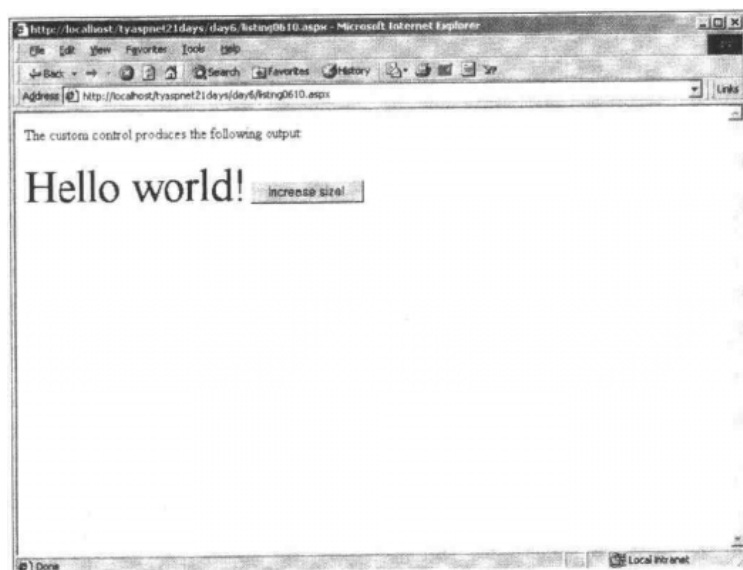 http://localhost/tyaspnet21days/day6/listing0610.aspx - Microsoft Internet Explorer
File Edit View Favorites Tools Help
Back Search Favorites History
Address http://localhost/tyaspnet21days/day6/listing0610.aspx Links
The custom control produces the following output
Hello world! Increase size!
Done Local intranet